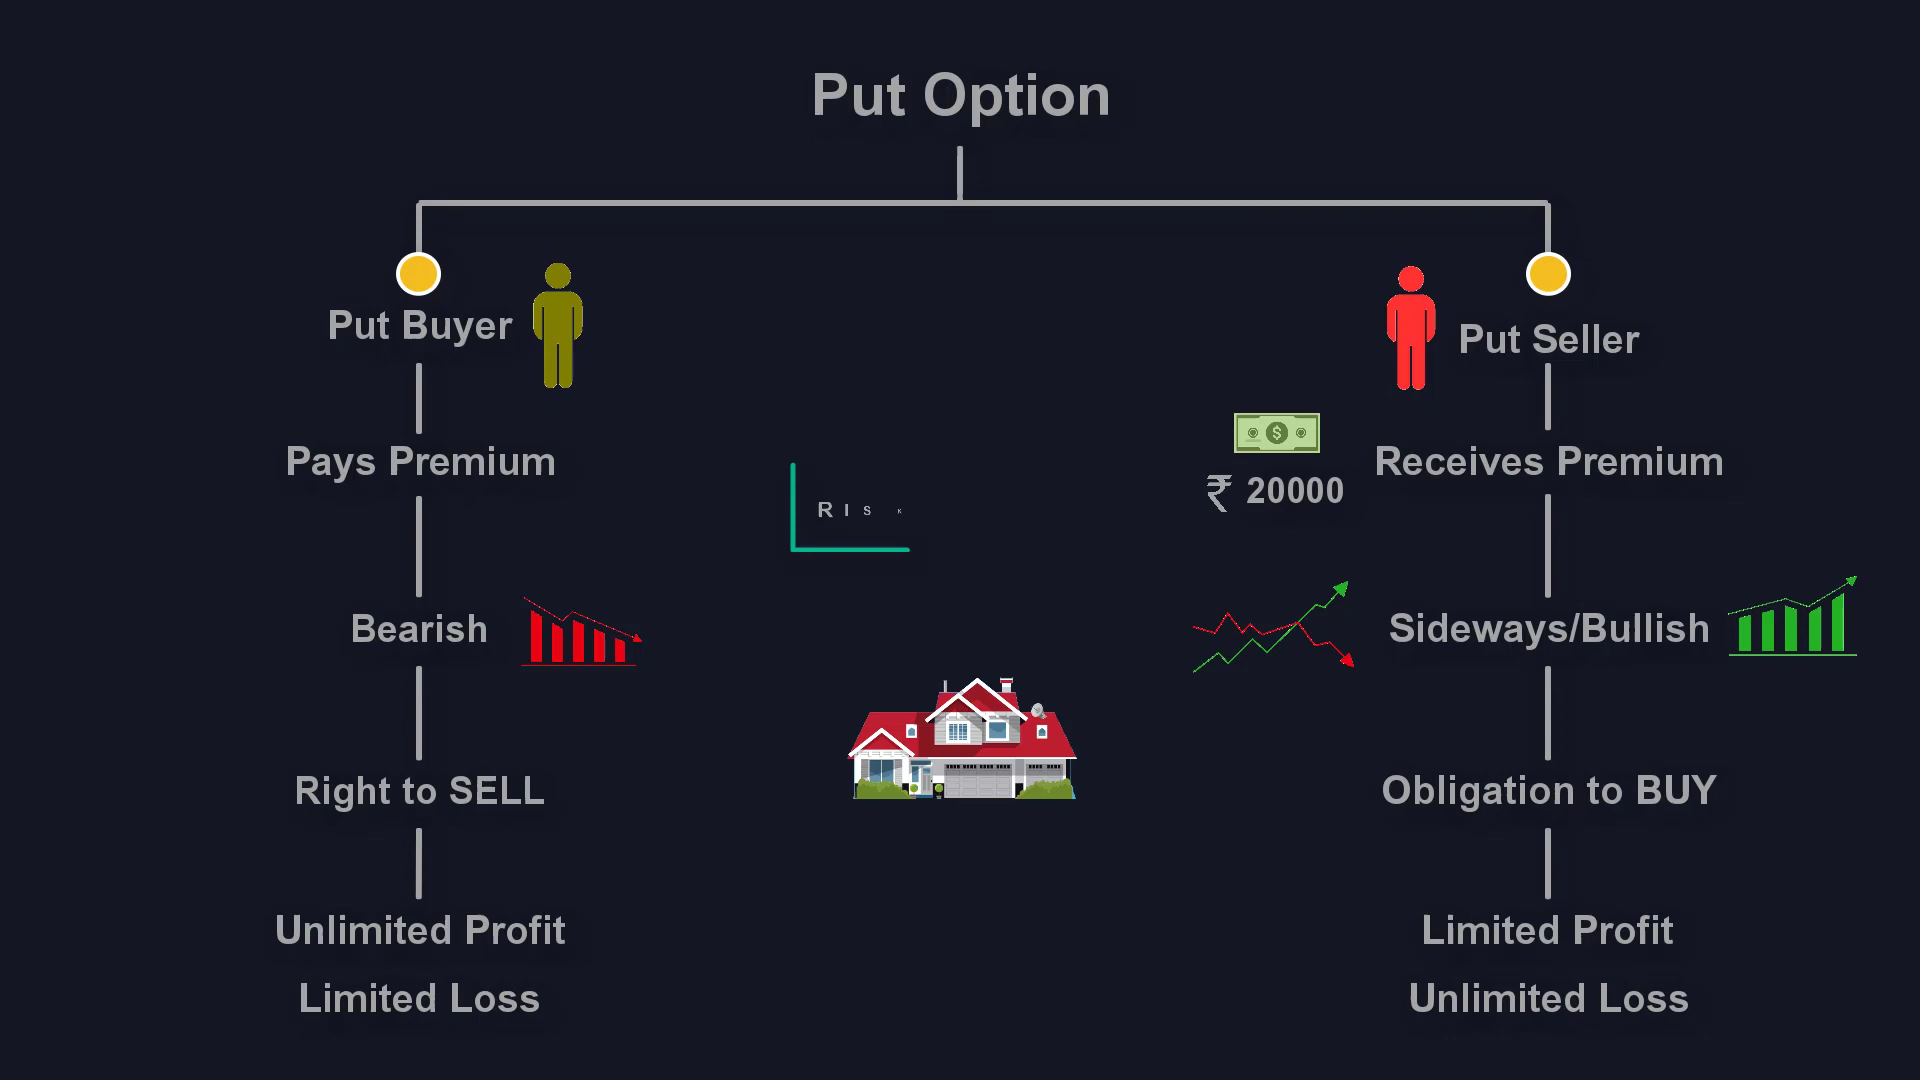 Put Option
Put Buyer
Put Seller
Pays Premium
Receives Premium
₹ 20000
RISK
Bearish
Sideways/Bullish
Right to SELL
Obligation to BUY
Unlimited Profit
Limited Profit
Limited Loss
Unlimited Loss